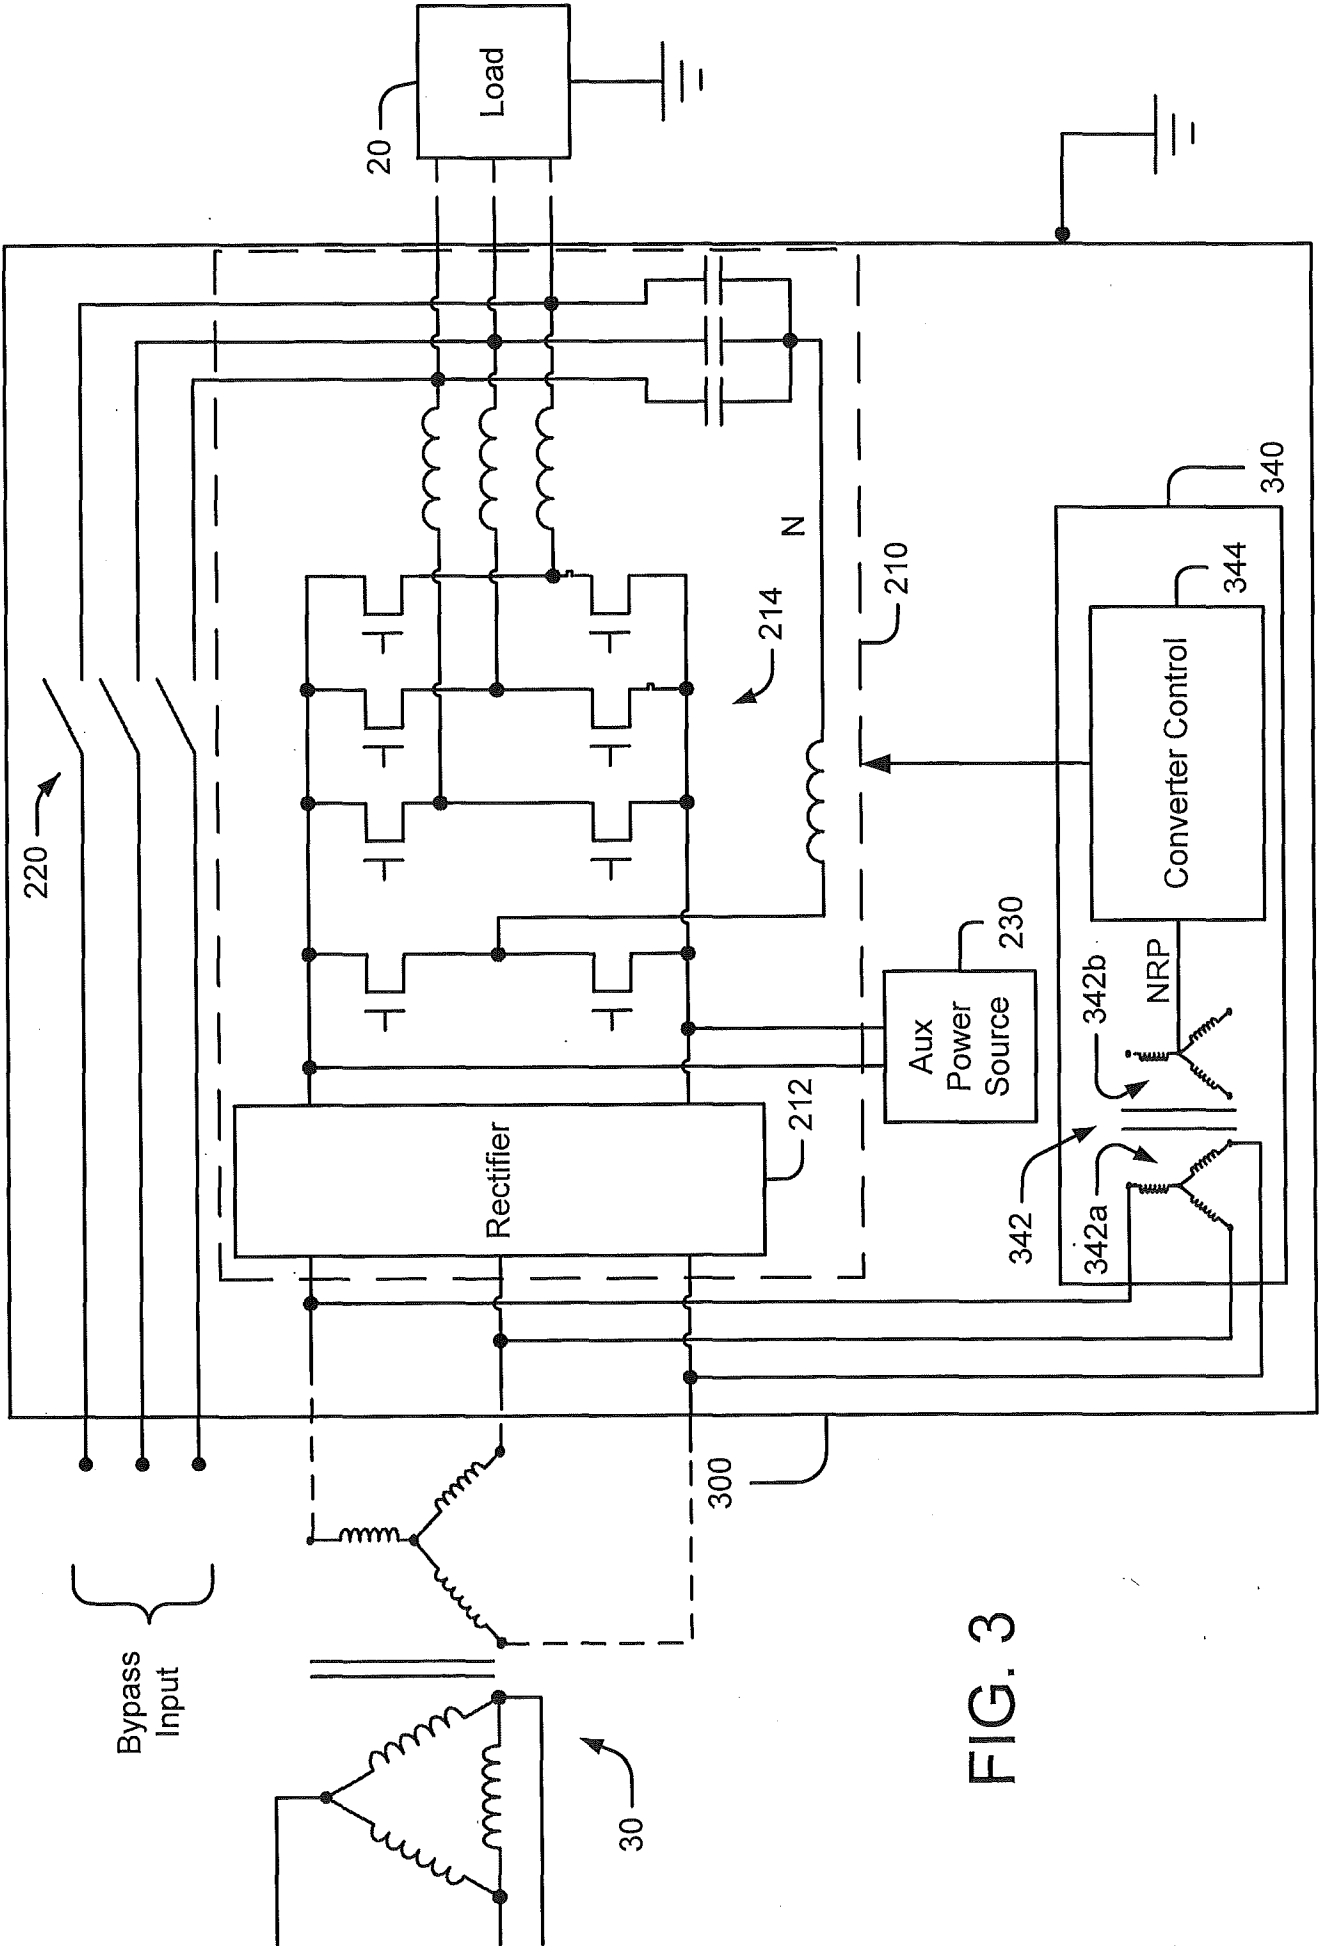 Bypass
Input
220
20
Load
30
Rectifier
212
214
N
210
Aux
Power
Source
230
300
342
342a
342b
NRP
Converter Control
344
340
FIG. 3